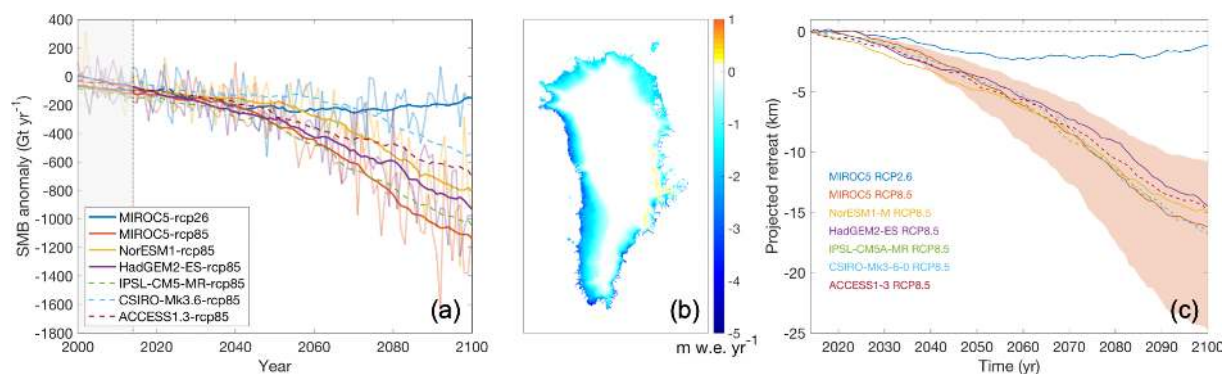 400
200
0
-200
-400
-600
-800
-1000
-1200
-1400
-1600
-1800
SMB anomaly (Gt yr-1)
MIROC5-rcp26
MIROC5-rcp85
NorESM1-rcp85
HadGEM2-ES-rcp85
IPSL-CM5-MR-rcp85
CSIRO-Mk3.6-rcp85
ACCESS1.3-rcp85
(a)
2000 2020 2040 2060 2080 2100
Year
(b)
1
0
-1
-2
-3
-4
-5
m w.e. yr-1
0
-5
-10
-15
-20
-25
Projected retreat (km)
MIROC5 RCP2.6
MIROC5 RCP8.5
NorESM1-M RCP8.5
HadGEM2-ES RCP8.5
IPSL-CM5A-MR RCP8.5
CSIRO-Mk3-6-0 RCP8.5
ACCESS1-3 RCP8.5
(c)
2020 2030 2040 2050 2060 2070 2080 2090 2100
Time (yr)